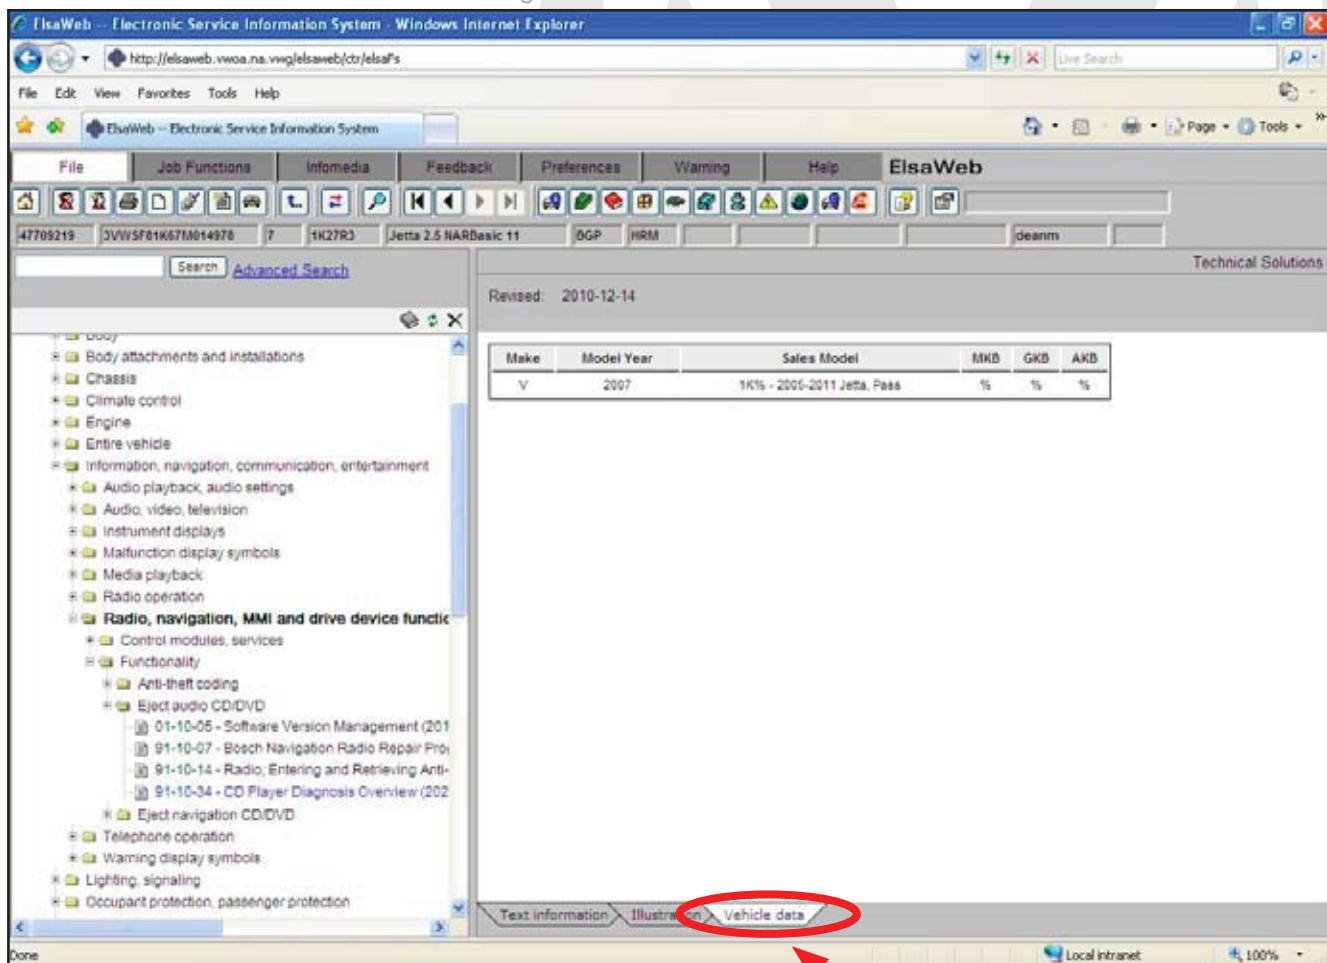 ElsaWeb -- Electronic Service Information System - Windows Internet Explorer
http://elsaweb.vwoa.na.vwg/elsaweb/ctr/elsaFs
Live Search
File Edit View Favorites Tools Help
ElsaWeb -- Electronic Service Information System
Page Tools
File Job Functions Infomedia Feedback Preferences Warning Help ElsaWeb
47709219 3VWSF81K67M014978 7 1K27R3 Jetta 2.5 NARBasic 11 BGP HRM deanm
Search Advanced Search
Technical Solutions
Revised: 2010-12-14
Body
Body attachments and installations
Chassis
Climate control
Engine
Entire vehicle
Information, navigation, communication, entertainment
Audio playback, audio settings
Audio, video, television
Instrument displays
Malfunction display symbols
Media playback
Radio operation
Radio, navigation, MMI and drive device functic
Control modules, services
Functionality
Anti-theft coding
Eject audio CD/DVD
01-10-05 - Software Version Management (201
91-10-07 - Bosch Navigation Radio Repair Pro
91-10-14 - Radio, Entering and Retrieving Anti-
91-10-34 - CD Player Diagnosis Overview (202
Eject navigation CD/DVD
Telephone operation
Warning display symbols
Lighting, signaling
Occupant protection, passenger protection
Make Model Year Sales Model MKB GKB AKB
V 2007 1K% - 2005-2011 Jetta, Pass % % %
Text information Illustration Vehicle data
Done Local intranet 100%